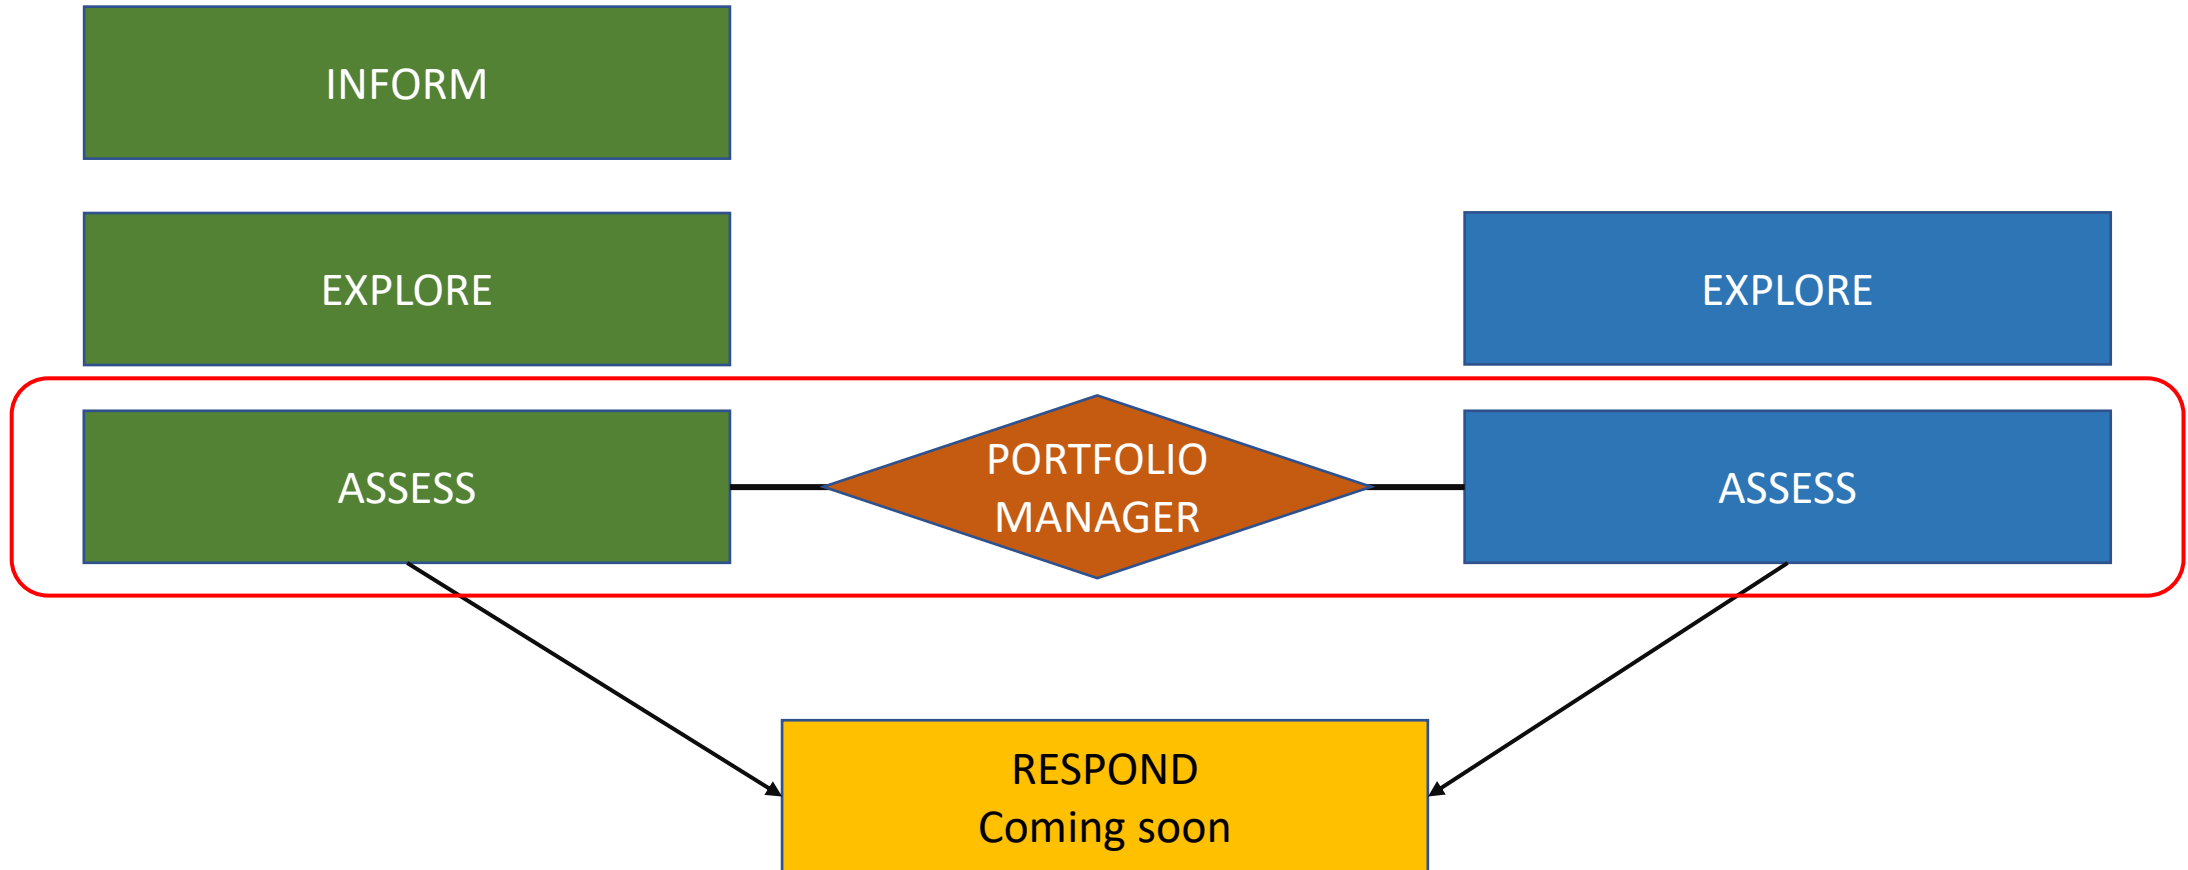 INFORM
EXPLORE
EXPLORE
ASSESS
PORTFOLIO
MANAGER
ASSESS
RESPOND
Coming soon